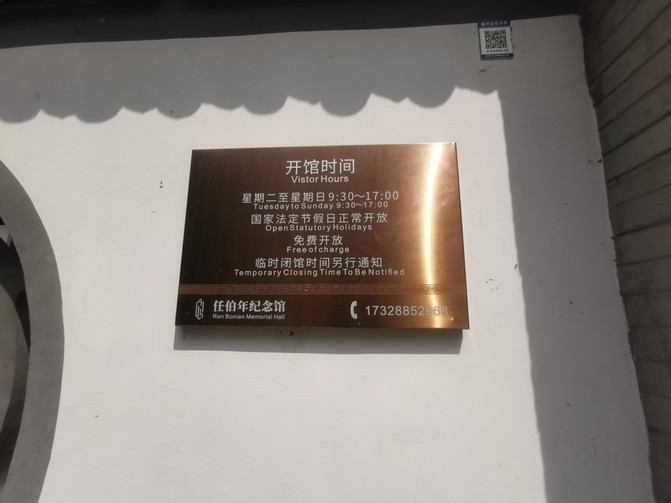 开馆时间
Vistor Hours
星期二至星期日9:30～17:00
Tuesday to Sunday 9:30～17:00
国家法定节假日正常开放
Open Statutory Holidays
免费开放
Free of charge
临时闭馆时间另行通知
Temporary Closing Time To Be Notified
任伯年纪念馆
Ren Bonian Memorial Hall